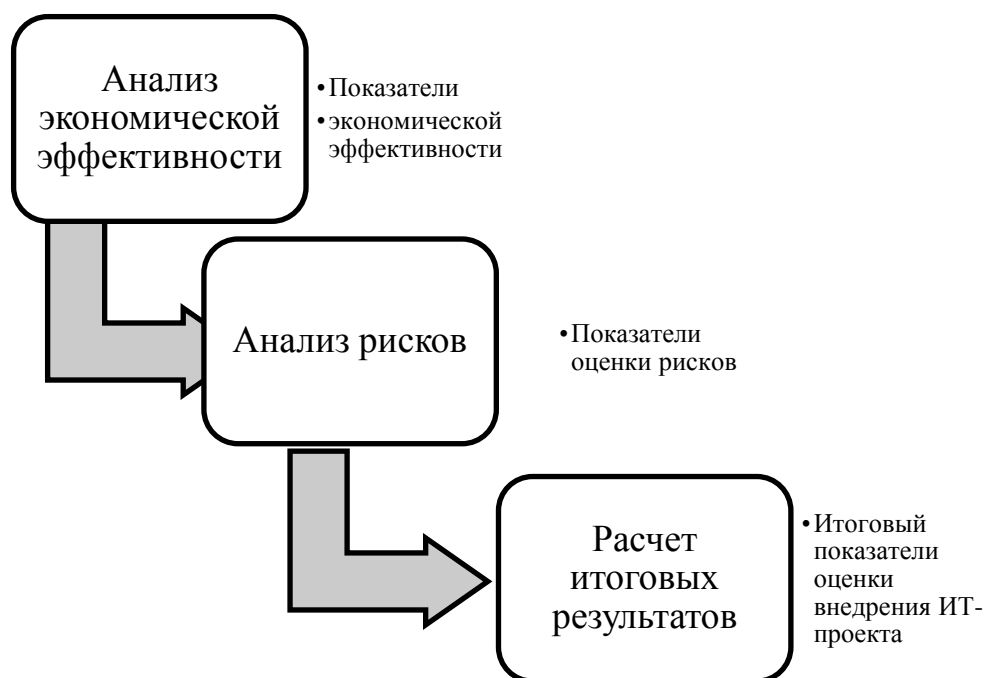 Анализ
экономической
эффективности
•Показатели
•экономической
эффективности
Анализ рисков
•Показатели
оценки рисков
Расчет
итоговых
результатов
•Итоговый
показатели
оценки
внедрения ИТ-
проекта